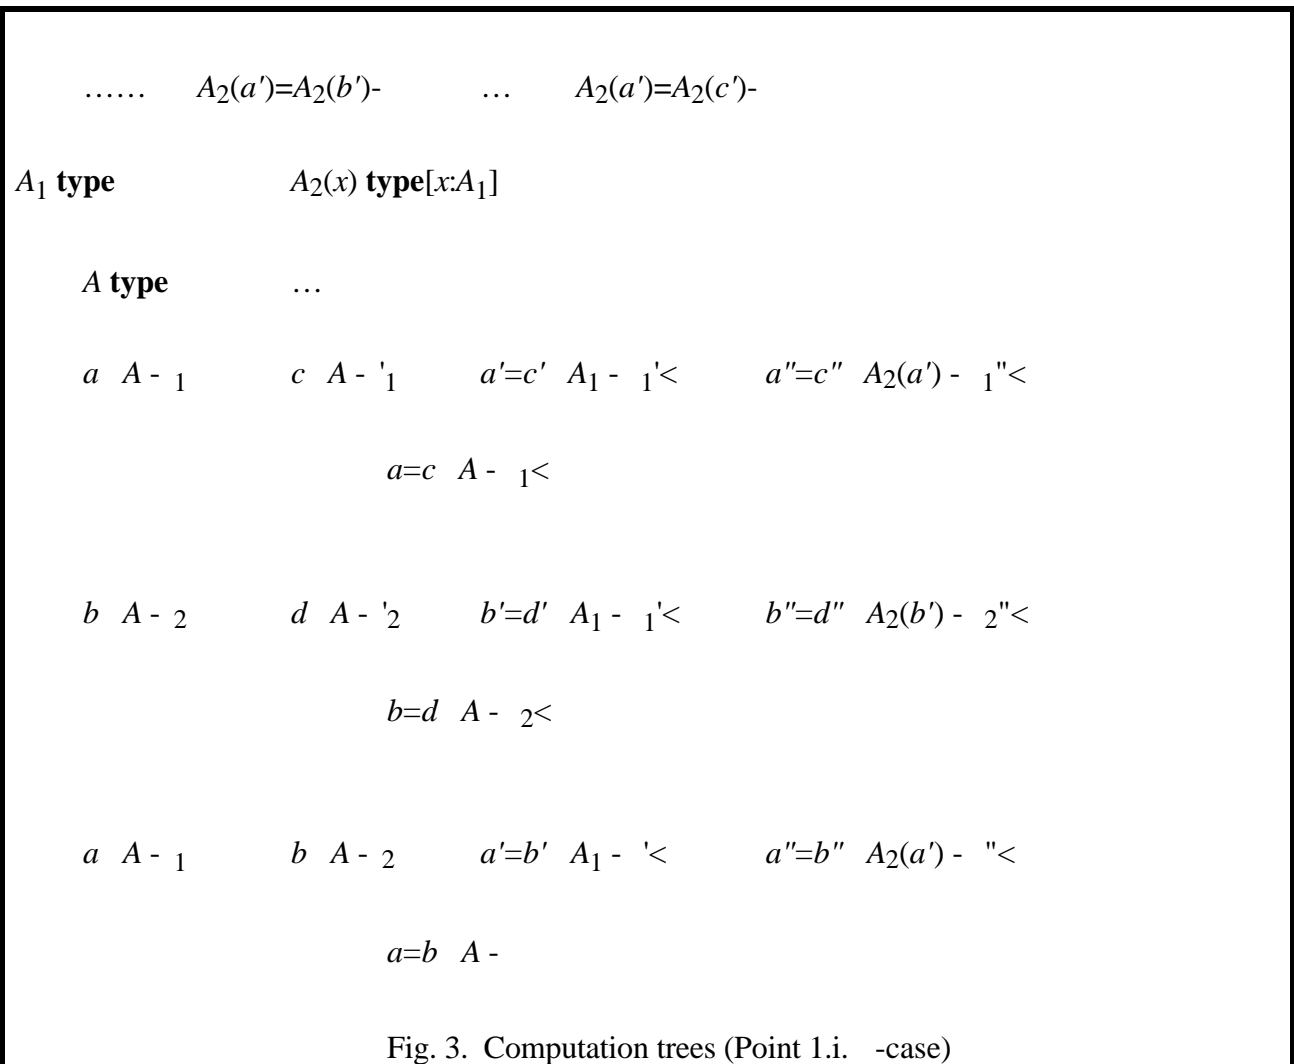 …… A₂(a')=A₂(b')- … A₂(a')=A₂(c')-
A₁ type A₂(x) type[x:A₁]
A type …
a A - ₁ c A - '₁ a'=c' A₁ - ₁'< a"=c" A₂(a') - ₁"<
a=c A - ₁<
b A - ₂ d A - '₂ b'=d' A₁ - ₁'< b"=d" A₂(b') - ₂"<
b=d A - ₂<
a A - ₁ b A - ₂ a'=b' A₁ - '< a"=b" A₂(a') - "<
a=b A -
Fig. 3. Computation trees (Point 1.i. -case)